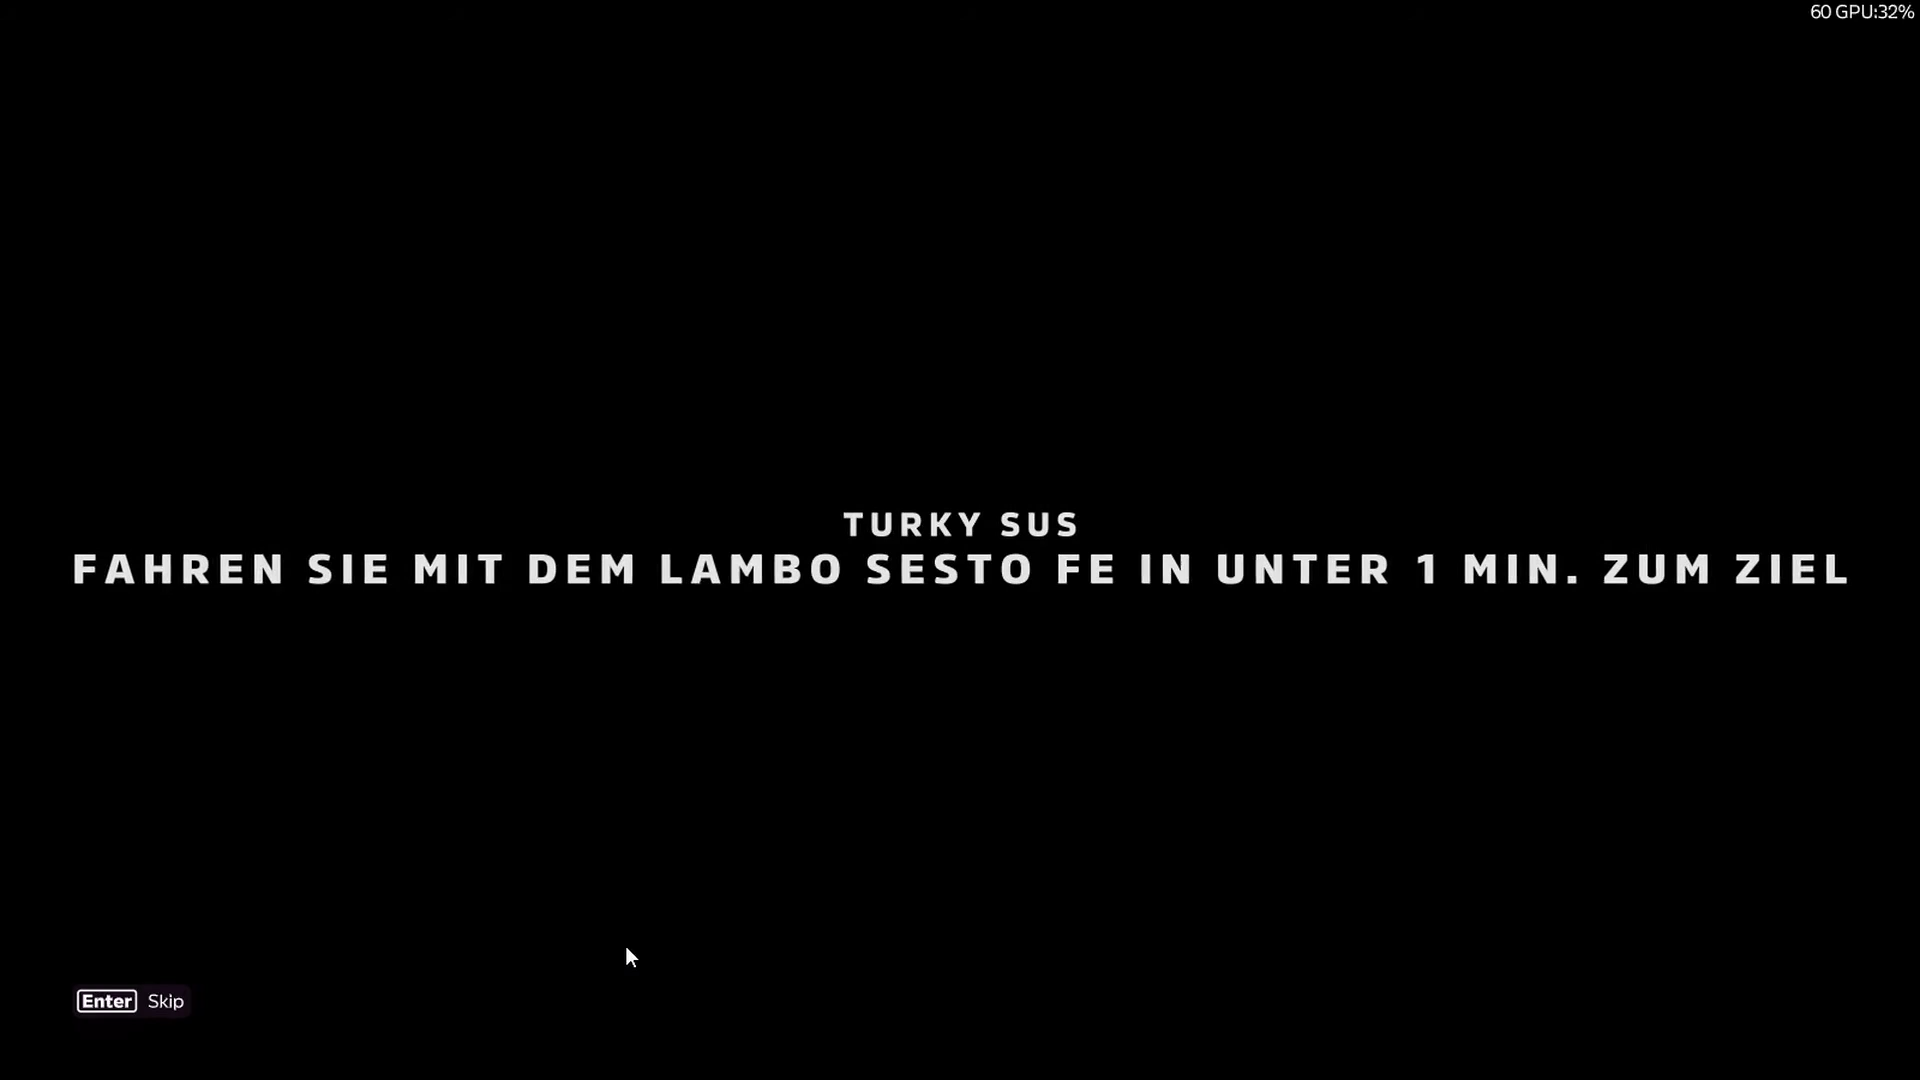 60 GPU:32%
TURKY SUS
FAHREN SIE MIT DEM LAMBO SESTO FE IN UNTER 1 MIN. ZUM ZIEL
Enter Skip